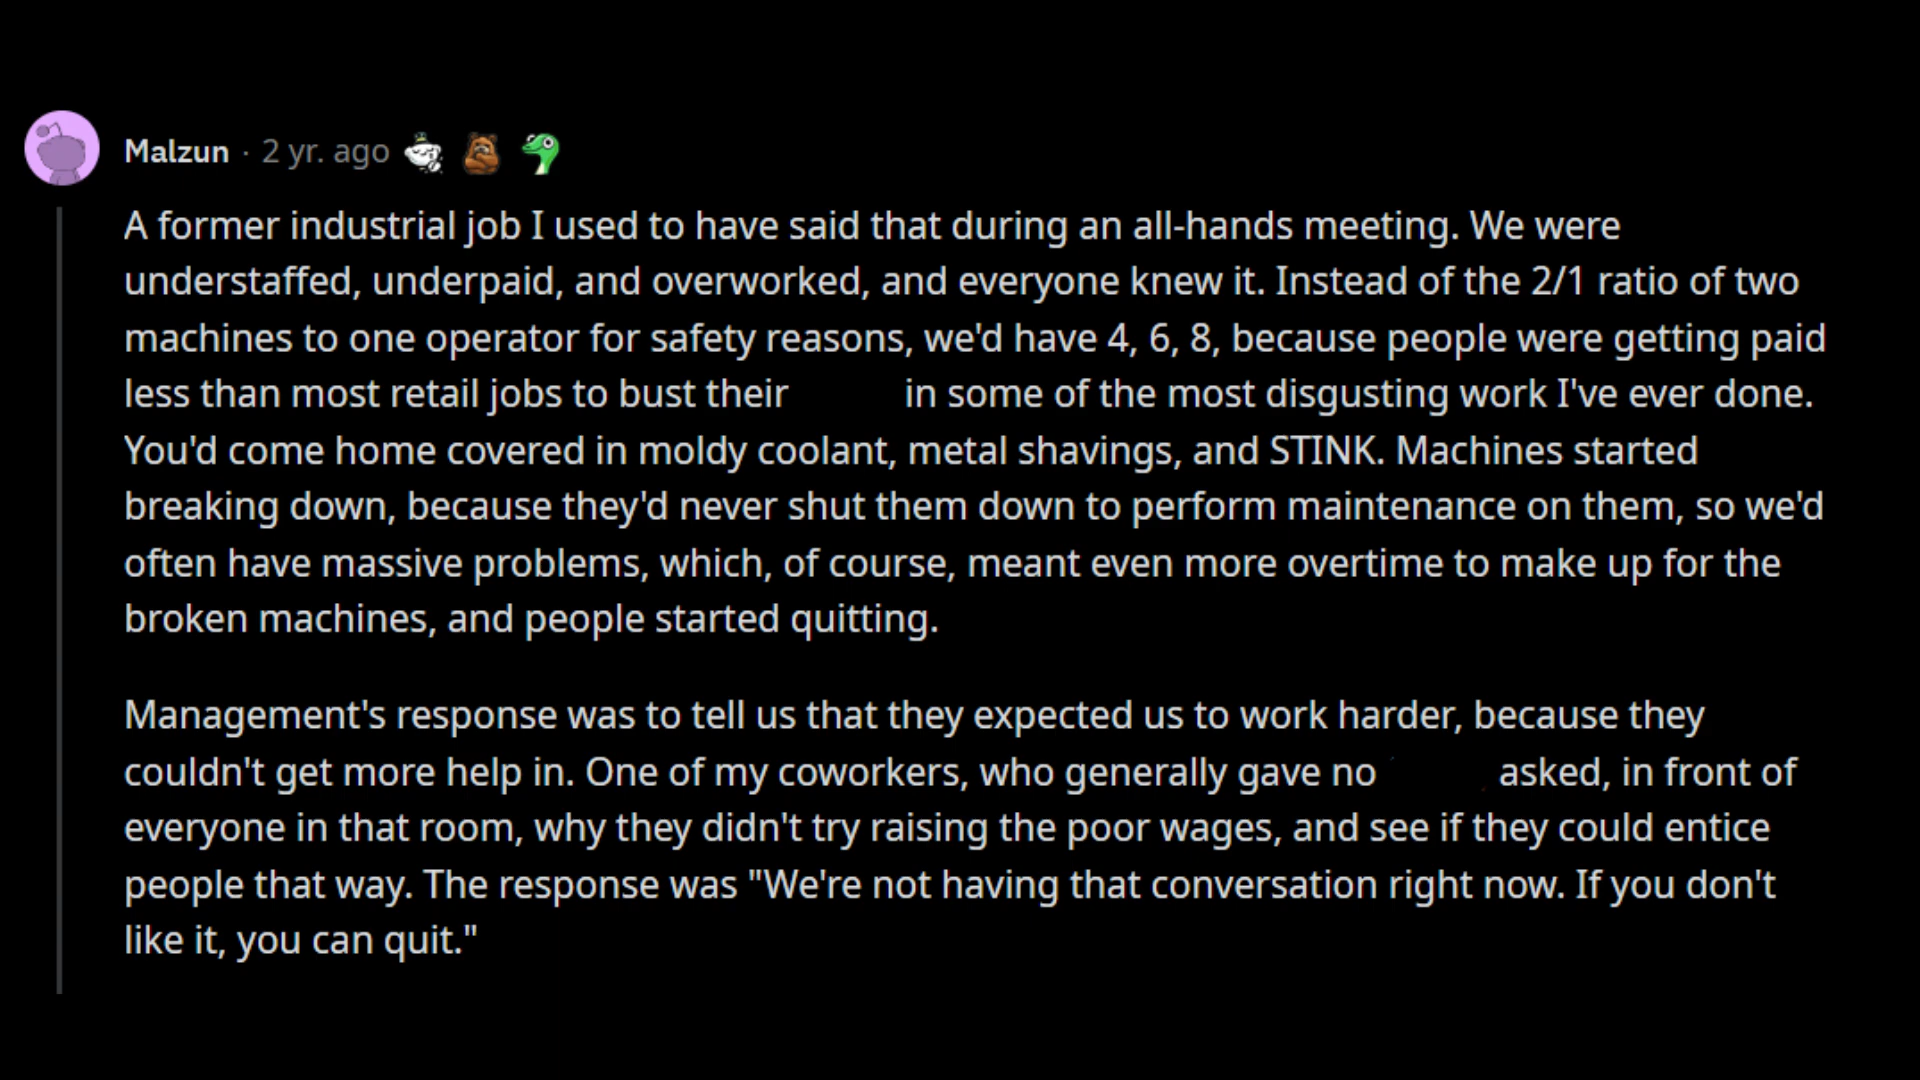 Malzun · 2 yr. ago
A former industrial job I used to have said that during an all-hands meeting. We were
understaffed, underpaid, and overworked, and everyone knew it. Instead of the 2/1 ratio of two
machines to one operator for safety reasons, we'd have 4, 6, 8, because people were getting paid
less than most retail jobs to bust their in some of the most disgusting work I've ever done.
You'd come home covered in moldy coolant, metal shavings, and STINK. Machines started
breaking down, because they'd never shut them down to perform maintenance on them, so we'd
often have massive problems, which, of course, meant even more overtime to make up for the
broken machines, and people started quitting.
Management's response was to tell us that they expected us to work harder, because they
couldn't get more help in. One of my coworkers, who generally gave no asked, in front of
everyone in that room, why they didn't try raising the poor wages, and see if they could entice
people that way. The response was "We're not having that conversation right now. If you don't
like it, you can quit."